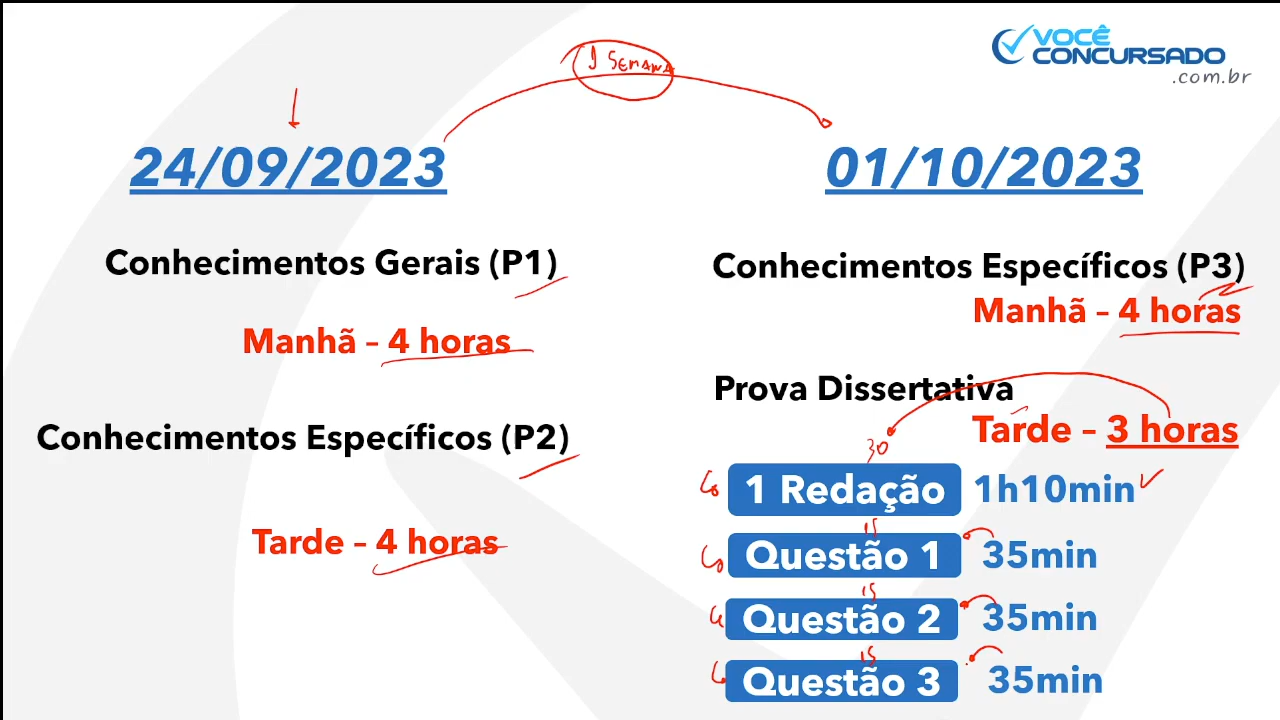 VOCÊ
CONCURSADO
.com.br
1 SEMANA
24/09/2023
Conhecimentos Gerais (P1)
Manhã – 4 horas
Conhecimentos Específicos (P2)
Tarde – 4 horas
01/10/2023
Conhecimentos Específicos (P3)
Manhã – 4 horas
Prova Dissertativa
Tarde – 3 horas
30
1 Redação 1h10min
15
Questão 1 35min
15
Questão 2 35min
15
Questão 3 35min